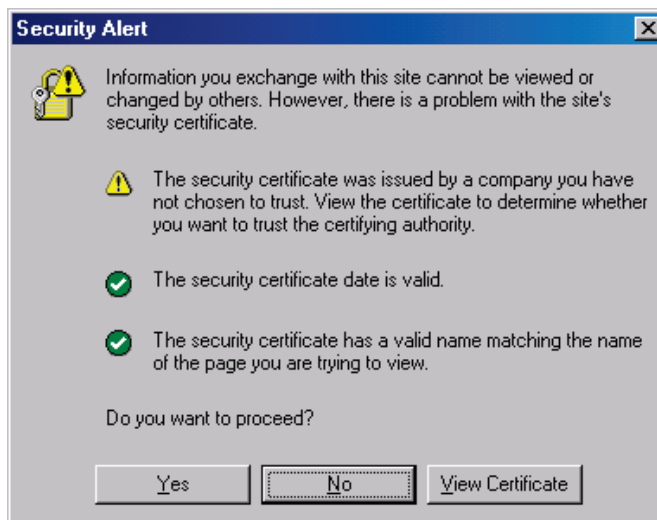 Security Alert
Information you exchange with this site cannot be viewed or
changed by others. However, there is a problem with the site's
security certificate.
The security certificate was issued by a company you have
not chosen to trust. View the certificate to determine whether
you want to trust the certifying authority.
The security certificate date is valid.
The security certificate has a valid name matching the name
of the page you are trying to view.
Do you want to proceed?
Yes No View Certificate